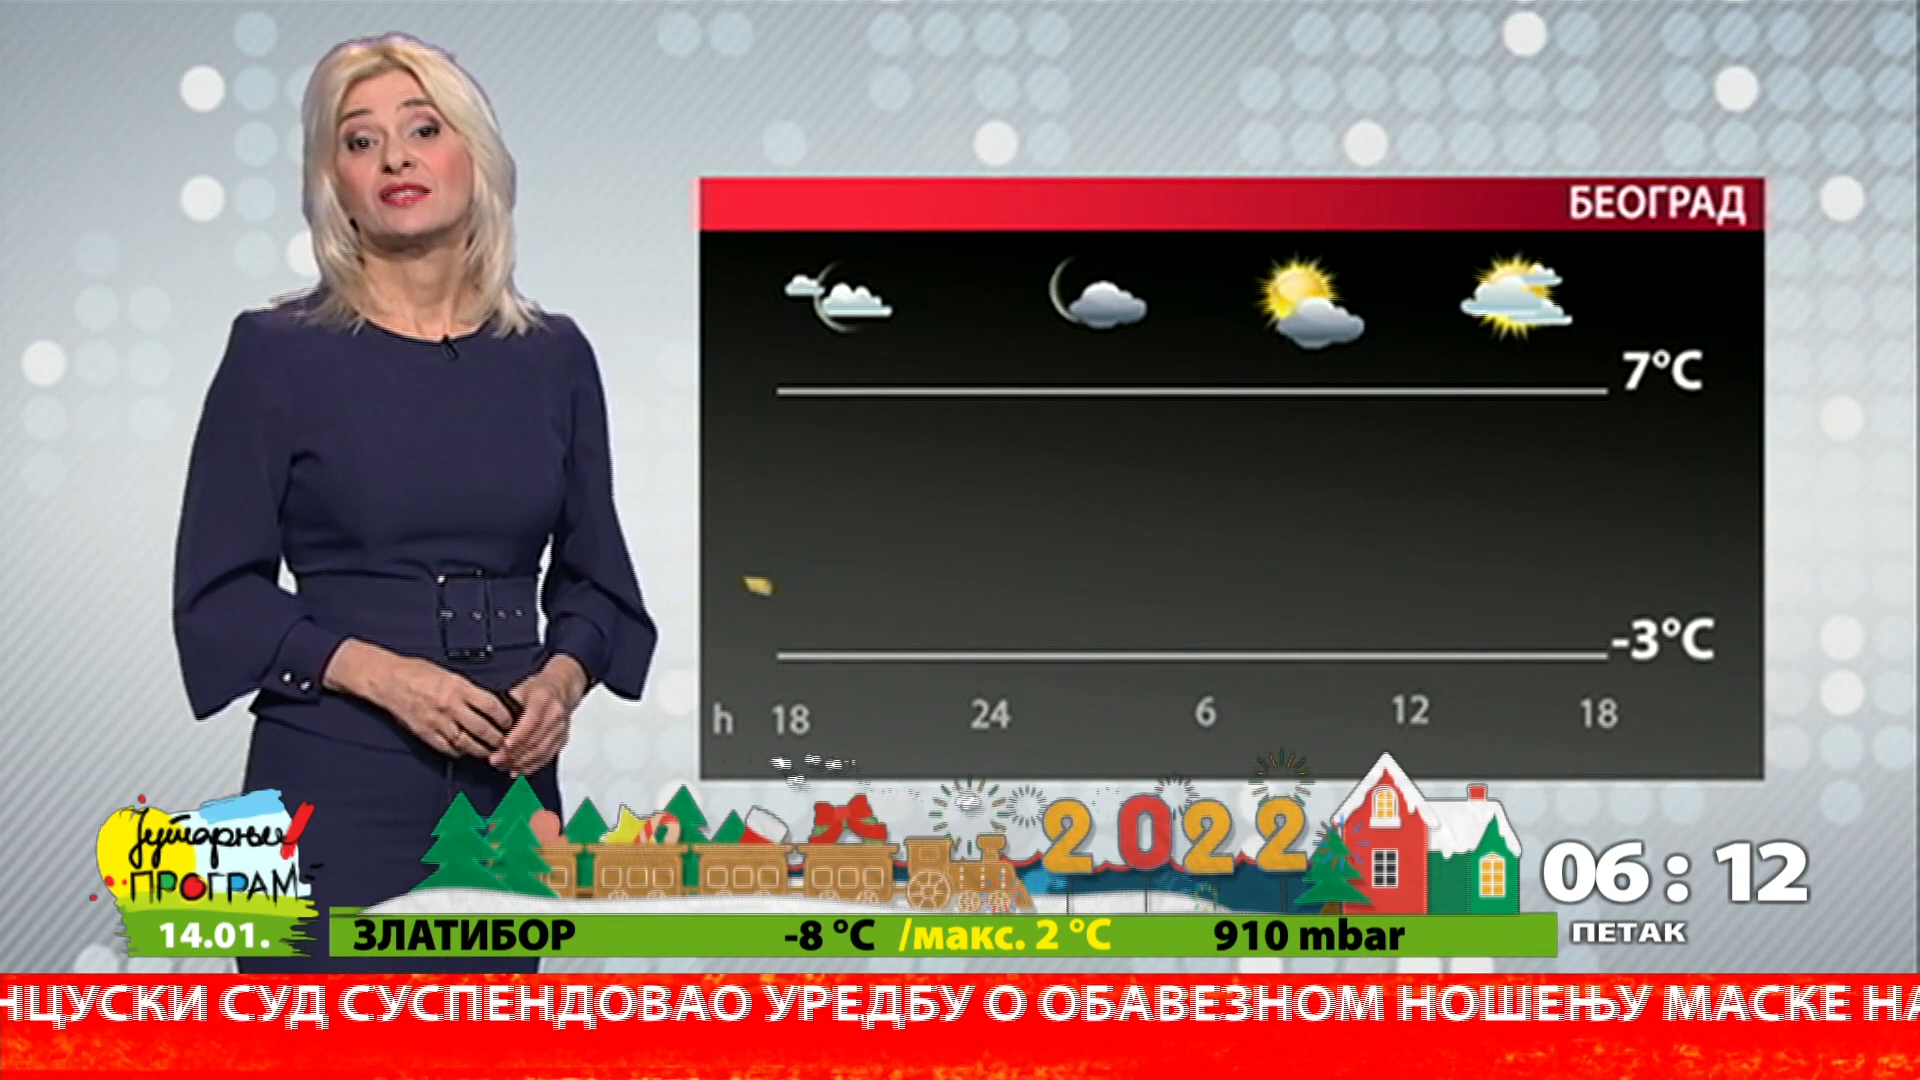 БЕОГРАД
7°C
-3°C
h 18 24 6 12 18
2022
Јутарњи
ПРОГРАМ
06 : 12
14.01.
ЗЛАТИБОР -8 °C /макс. 2 °C 910 mbar
ПЕТАК
НЦУСКИ СУД СУСПЕНДОВАО УРЕДБУ О ОБАВЕЗНОМ НОШЕЊУ МАСКЕ НА